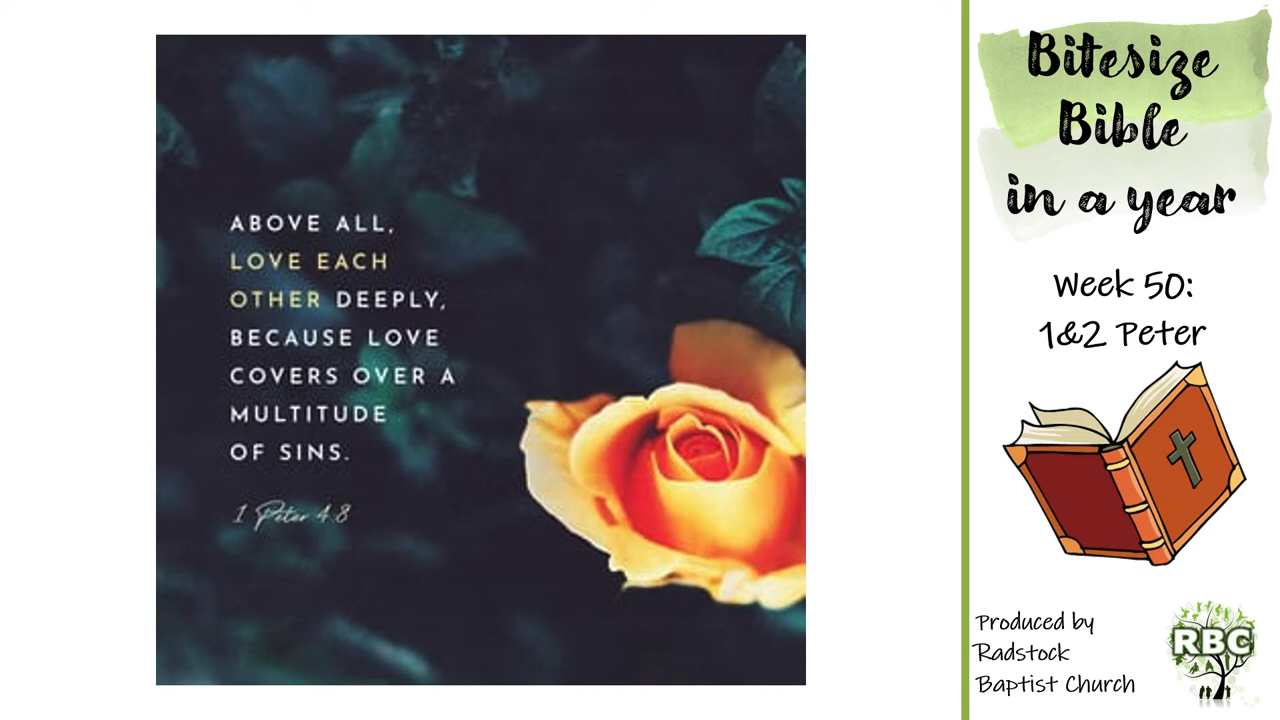 ABOVE ALL,
LOVE EACH
OTHER DEEPLY,
BECAUSE LOVE
COVERS OVER A
MULTITUDE
OF SINS.
1 Peter 4:8
Bitesize
Bible
in a year
Week 50:
1&2 Peter
Produced by
Radstock
Baptist Church
RBC